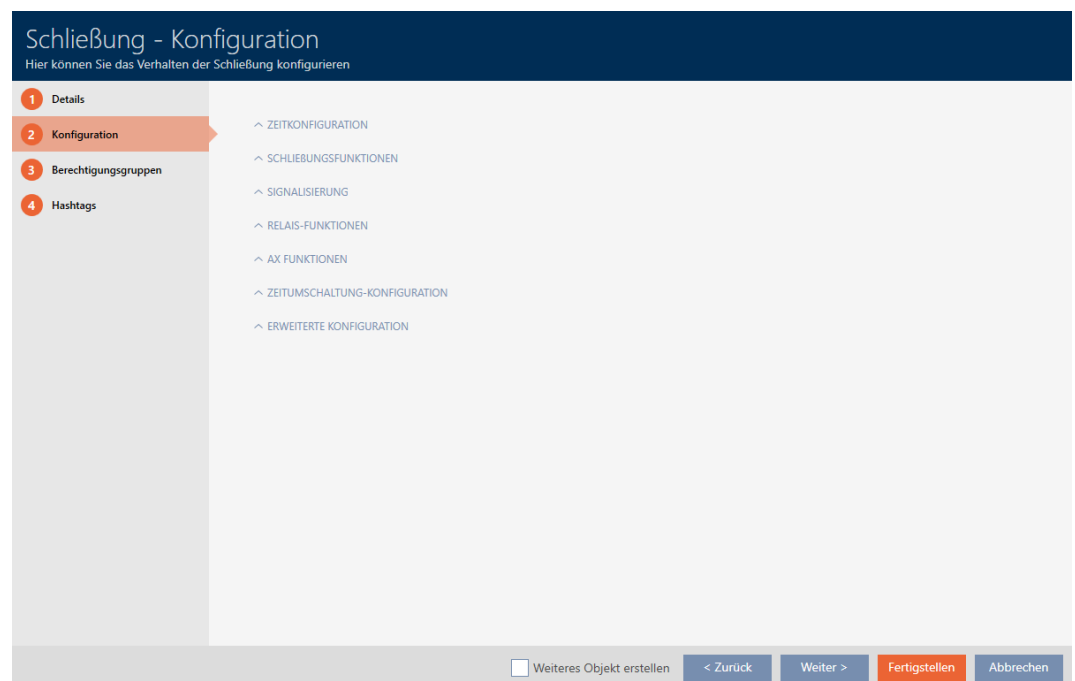 Schließung - Konfiguration
Hier können Sie das Verhalten der Schließung konfigurieren
1 Details
2 Konfiguration
3 Berechtigungsgruppen
4 Hashtags
ZEITKONFIGURATION
SCHLIEßUNGSFUNKTIONEN
SIGNALISIERUNG
RELAIS-FUNKTIONEN
AX FUNKTIONEN
ZEITUMSCHALTUNG-KONFIGURATION
ERWEITERTE KONFIGURATION
Weiteres Objekt erstellen < Zurück Weiter > Fertigstellen Abbrechen